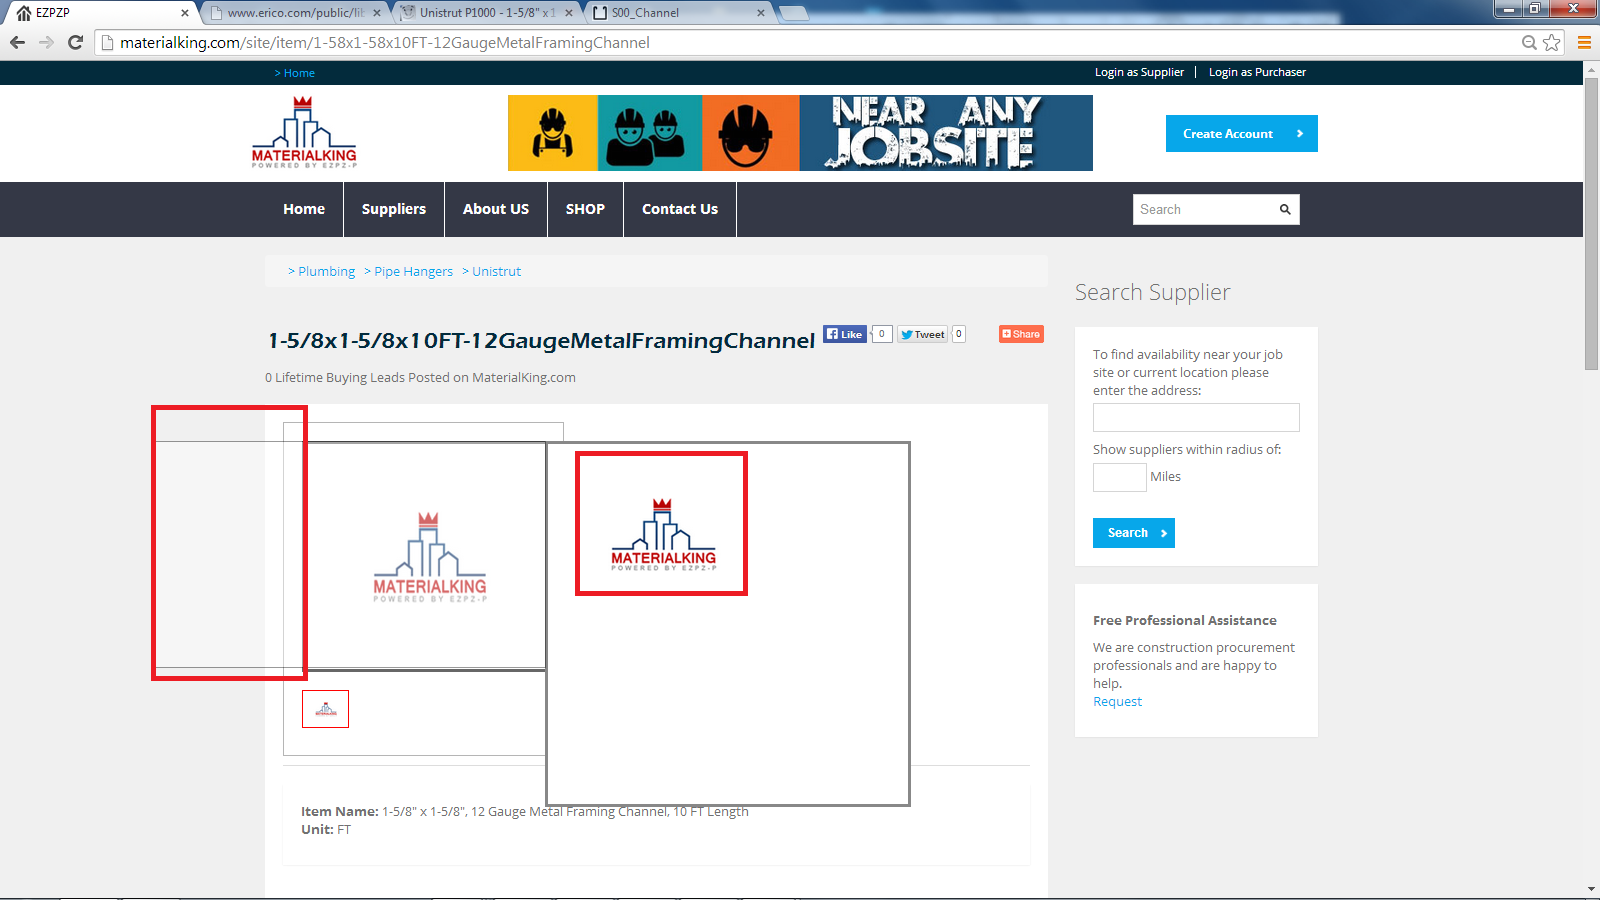 EZPZP
www.erico.com/public/lib
Unistrut P1000 - 1-5/8" x 1
S00_Channel
materialking.com/site/item/1-58x1-58x10FT-12GaugeMetalFramingChannel
> Home
Login as Supplier | Login as Purchaser
MATERIALKING
POWERED BY EZPZ-P
NEAR ANY
JOBSITE
Create Account
Home
Suppliers
About US
SHOP
Contact Us
Search
> Plumbing > Pipe Hangers > Unistrut
Search Supplier
1-5/8x1-5/8x10FT-12GaugeMetalFramingChannel
Like 0
Tweet 0
Share
0 Lifetime Buying Leads Posted on MaterialKing.com
To find availability near your job
site or current location please
enter the address:
Show suppliers within radius of:
Miles
Search
MATERIALKING
POWERED BY EZPZ-P
MATERIALKING
POWERED BY EZPZ-P
MATERIALKING
Free Professional Assistance
We are construction procurement
professionals and are happy to
help.
Request
Item Name: 1-5/8" x 1-5/8", 12 Gauge Metal Framing Channel, 10 FT Length
Unit: FT